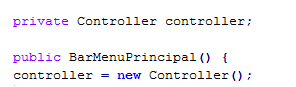 private Controller controller;
public BarMenuPrincipal() {
controller = new Controller();